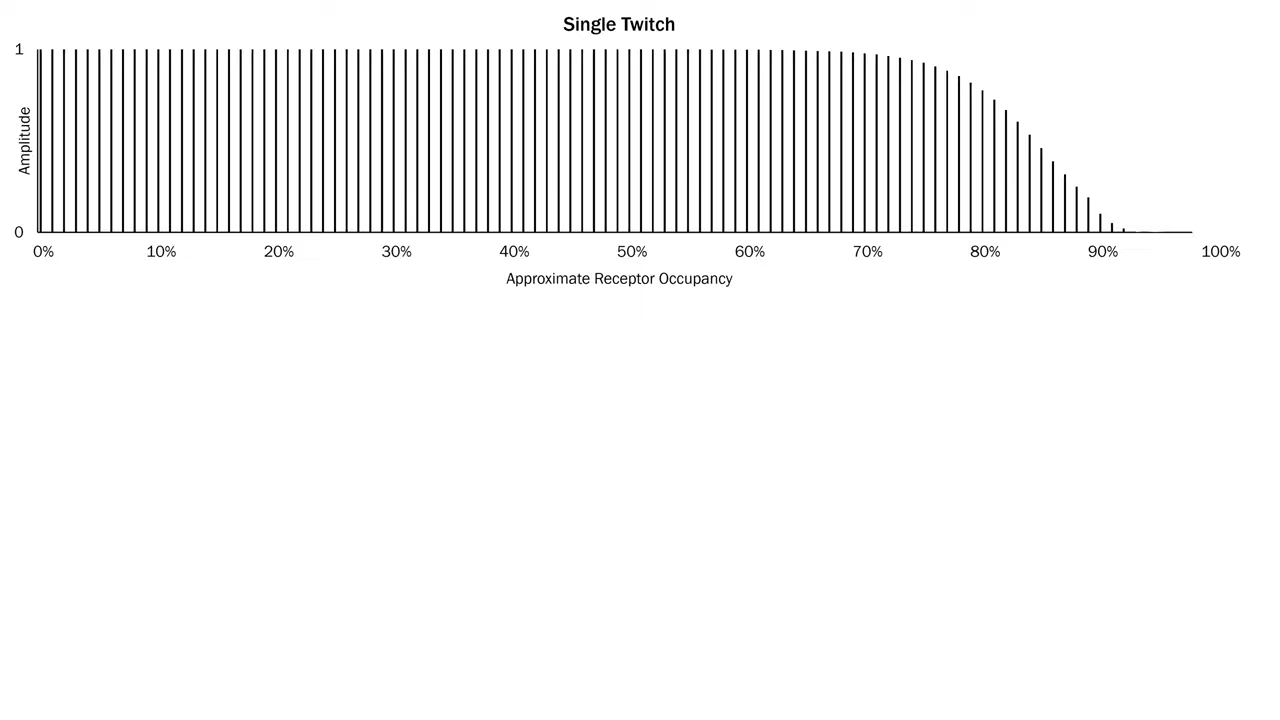 Single Twitch
1
Amplitude
0
0% 10% 20% 30% 40% 50% 60% 70% 80% 90% 100%
Approximate Receptor Occupancy